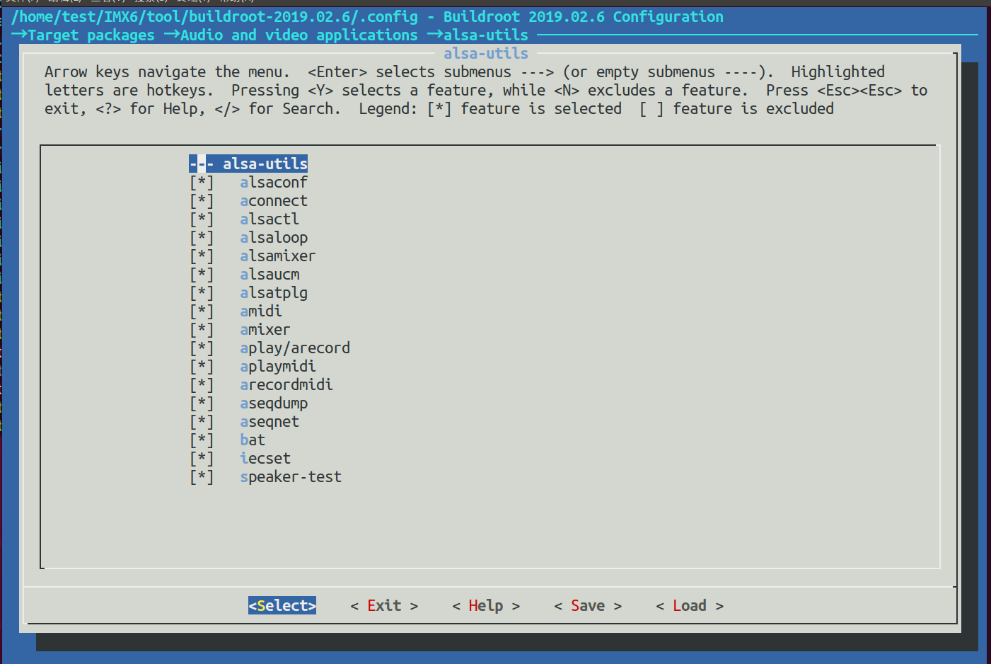 /home/test/IMX6/tool/buildroot-2019.02.6/.config - Buildroot 2019.02.6 Configuration
→Target packages →Audio and video applications →alsa-utils
alsa-utils
Arrow keys navigate the menu.  <Enter> selects submenus ---> (or empty submenus ----).  Highlighted
letters are hotkeys.  Pressing <Y> selects a feature, while <N> excludes a feature.  Press <Esc><Esc> to
exit, <?> for Help, </> for Search.  Legend: [*] feature is selected  [ ] feature is excluded
--- alsa-utils
[*]   alsaconf
[*]   aconnect
[*]   alsactl
[*]   alsaloop
[*]   alsamixer
[*]   alsaucm
[*]   alsatplg
[*]   amidi
[*]   amixer
[*]   aplay/arecord
[*]   aplaymidi
[*]   arecordmidi
[*]   aseqdump
[*]   aseqnet
[*]   bat
[*]   iecset
[*]   speaker-test
<Select>    < Exit >    < Help >    < Save >    < Load >